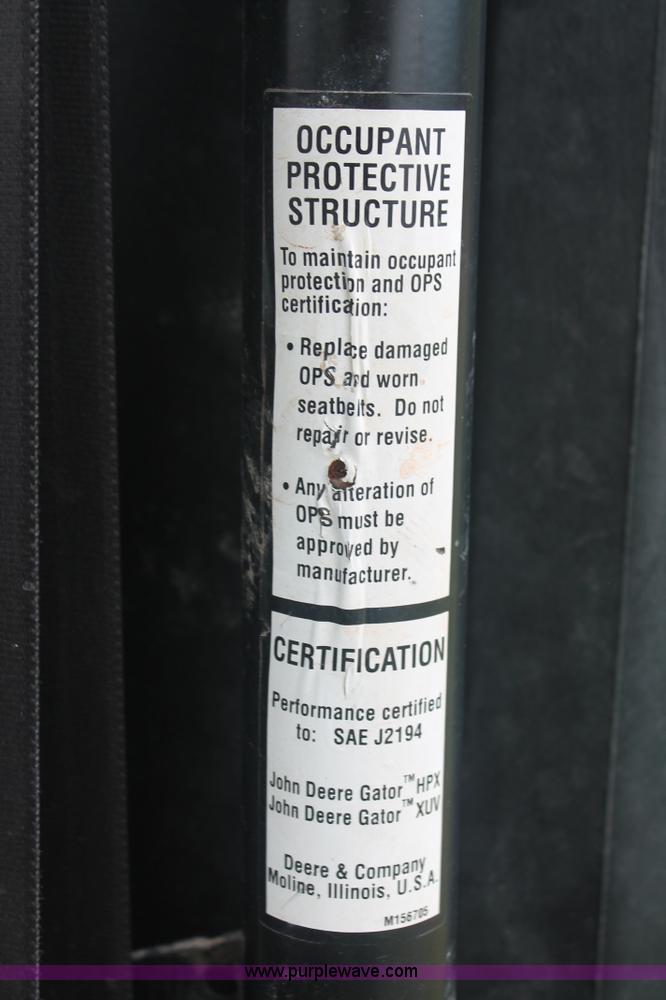 OCCUPANT
PROTECTIVE
STRUCTURE
To maintain occupant
protection and OPS
certification:
• Replace damaged
OPS and worn
seatbelts. Do not
repair or revise.
• Any alteration of
OPS must be
approved by
manufacturer.
CERTIFICATION
Performance certified
to: SAE J2194
John Deere Gator™ HPX
John Deere Gator™ XUV
Deere & Company
Moline, Illinois, U.S.A.
M156705
www.purplewave.com